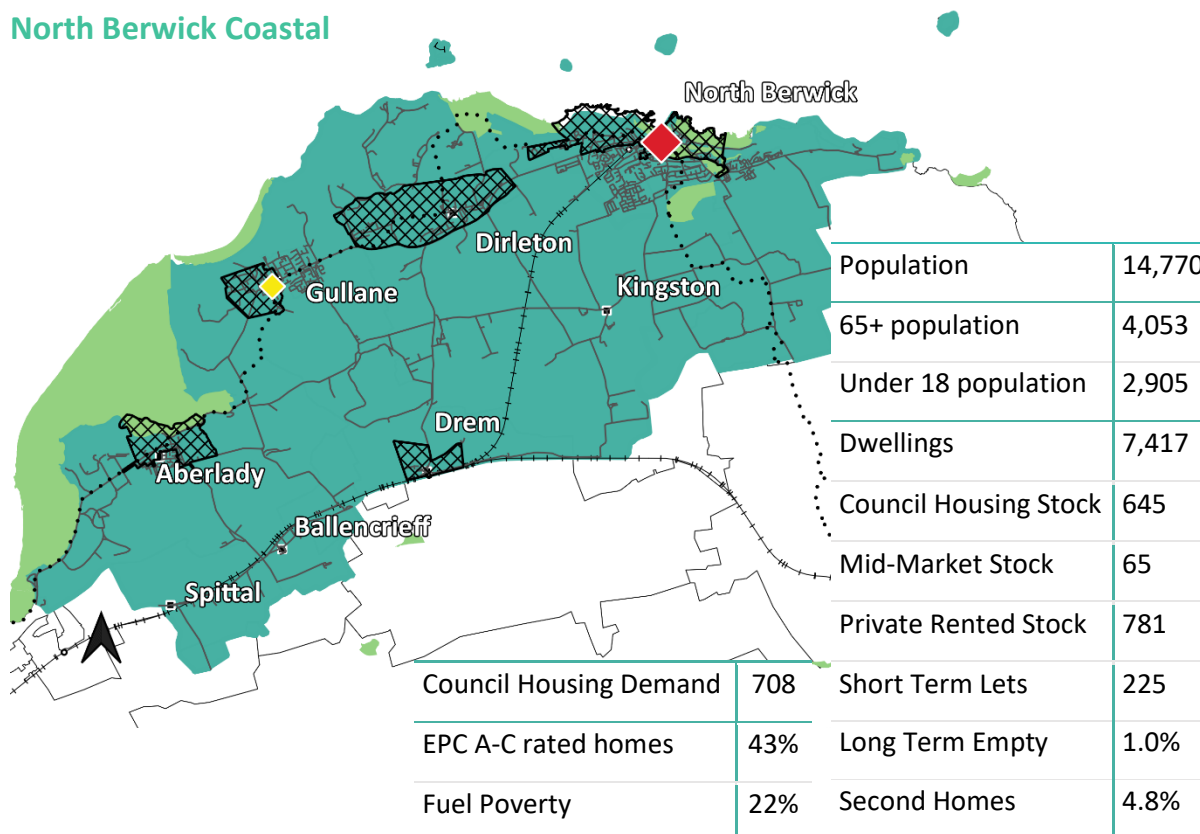 North Berwick Coastal
North Berwick
Dirleton
Gullane
Kingston
Drem
Aberlady
Ballencrieff
Spittal
Population 14,770
65+ population 4,053
Under 18 population 2,905
Dwellings 7,417
Council Housing Stock 645
Mid-Market Stock 65
Private Rented Stock 781
Short Term Lets 225
Long Term Empty 1.0%
Second Homes 4.8%
Council Housing Demand 708
EPC A-C rated homes 43%
Fuel Poverty 22%